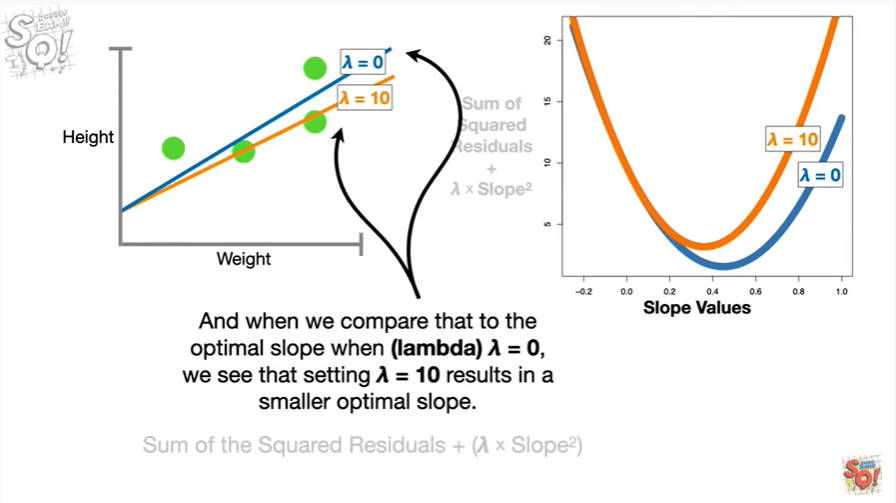 SQ!
λ = 0
λ = 10
Height
Weight
Sum of
Squared
Residuals
+
λ × Slope²
20
15
10
5
λ = 10
λ = 0
−0.2 0.0 0.2 0.4 0.6 0.8 1.0
Slope Values
And when we compare that to the
optimal slope when (lambda) λ = 0,
we see that setting λ = 10 results in a
smaller optimal slope.
Sum of the Squared Residuals + (λ × Slope²)
SQ!